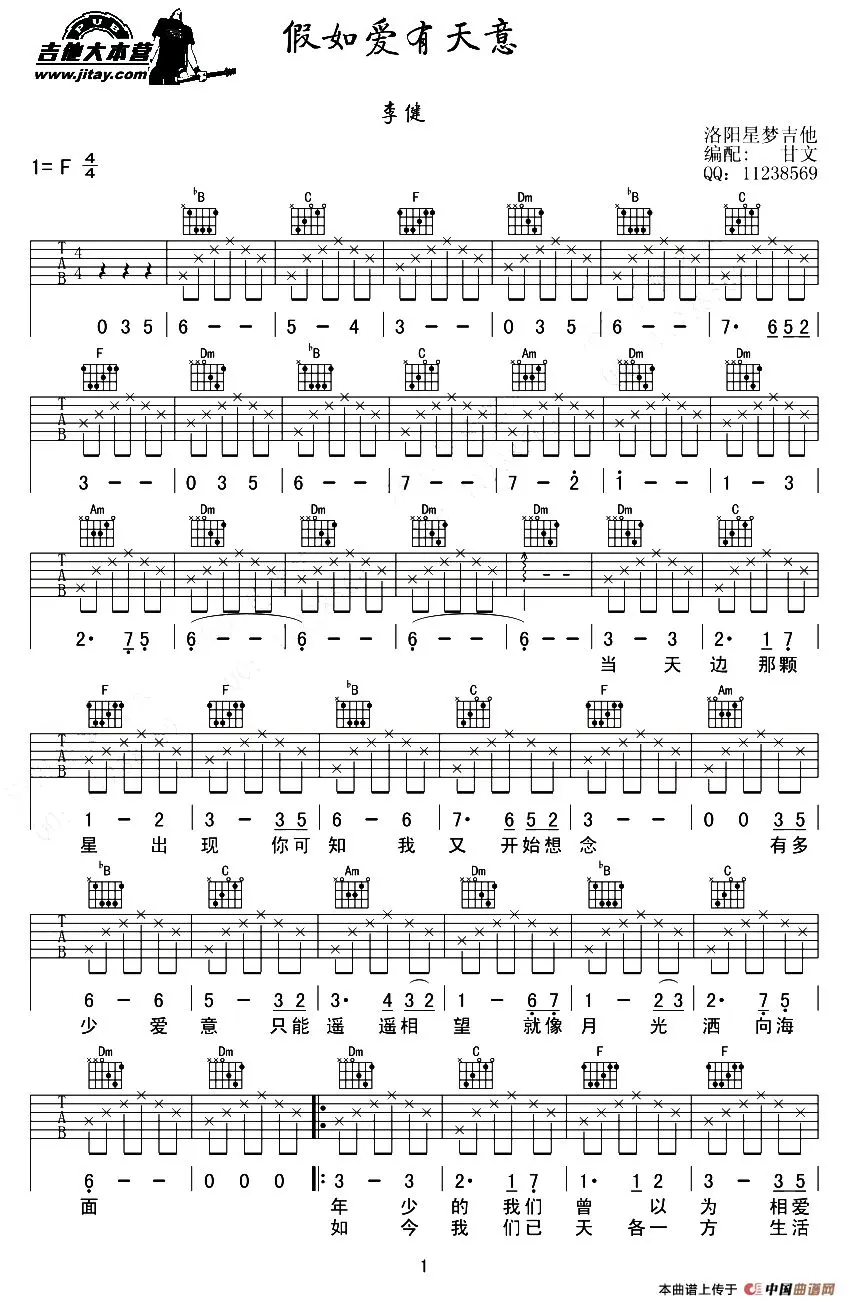 PUB
吉他大本营
www.jitay.com
假如爱有天意
李健
洛阳星梦吉他
编配: 甘文
QQ: 11238569
1= F 4/4
♭B C F Dm ♭B C
T A B 4 4
0 3 5 | 6 - - | 5 - 4 | 3 - - | 0 3 5 | 6 - - | 7· 6 5 2
F Dm ♭B C Am Dm Dm
T A B
3 - - | 0 3 5 | 6 - - | 7 - - | 7 - 2 | 1 - - | 1 - 3
Am Dm Dm Dm Dm Dm C
T A B
2· 7 5 | 6 - - | 6 - - | 6 - - | 6 - - | 3 - 3 | 2· 1 7
当 天 边 那 颗
F F ♭B C F Am
T A B
1 - 2 | 3 - 3 5 | 6 - 6 | 7· 6 5 2 | 3 - - | 0 0 3 5
星 出 现 你可 知 我 又 开始想 念 有多
♭B C Am Dm ♭B C
T A B
6 - 6 | 5 - 3 2 | 3· 4 3 2 | 1 - 6 7 | 1 - 2 3 | 2· 7 5
少 爱 意 只能 遥 遥相 望 就像 月 光 洒 向海
Dm Dm Dm C F F
T A B
6 - - | 0 0 0 |: 3 - 3 | 2· 1 7 | 1· 1 2 | 3 - 3 5
面 年 少 的 我们 曾 以 为 相爱
如 今 我 们已 天 各一 方 生活
1
本曲谱上传于 中国曲谱网